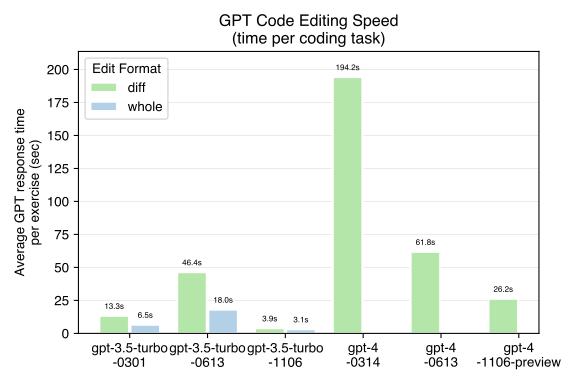 GPT Code Editing Speed
(time per coding task)
Edit Format
diff
whole
Average GPT response time
per exercise (sec)
200
175
150
125
100
75
50
25
0
13.3s
6.5s
46.4s
18.0s
3.9s
3.1s
194.2s
61.8s
26.2s
gpt-3.5-turbo
-0301
gpt-3.5-turbo
-0613
gpt-3.5-turbo
-1106
gpt-4
-0314
gpt-4
-0613
gpt-4
-1106-preview